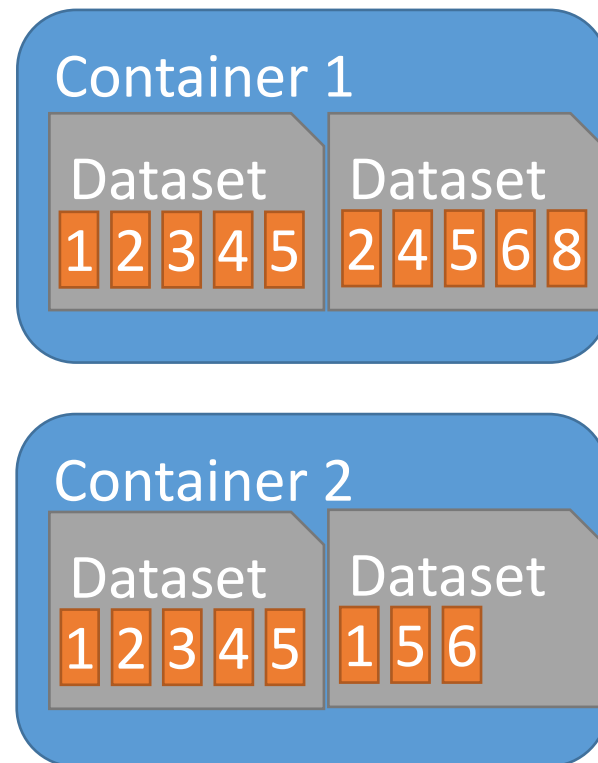 Container 1
Dataset Dataset
1 2 3 4 5 2 4 5 6 8
Container 2
Dataset Dataset
1 2 3 4 5 1 5 6